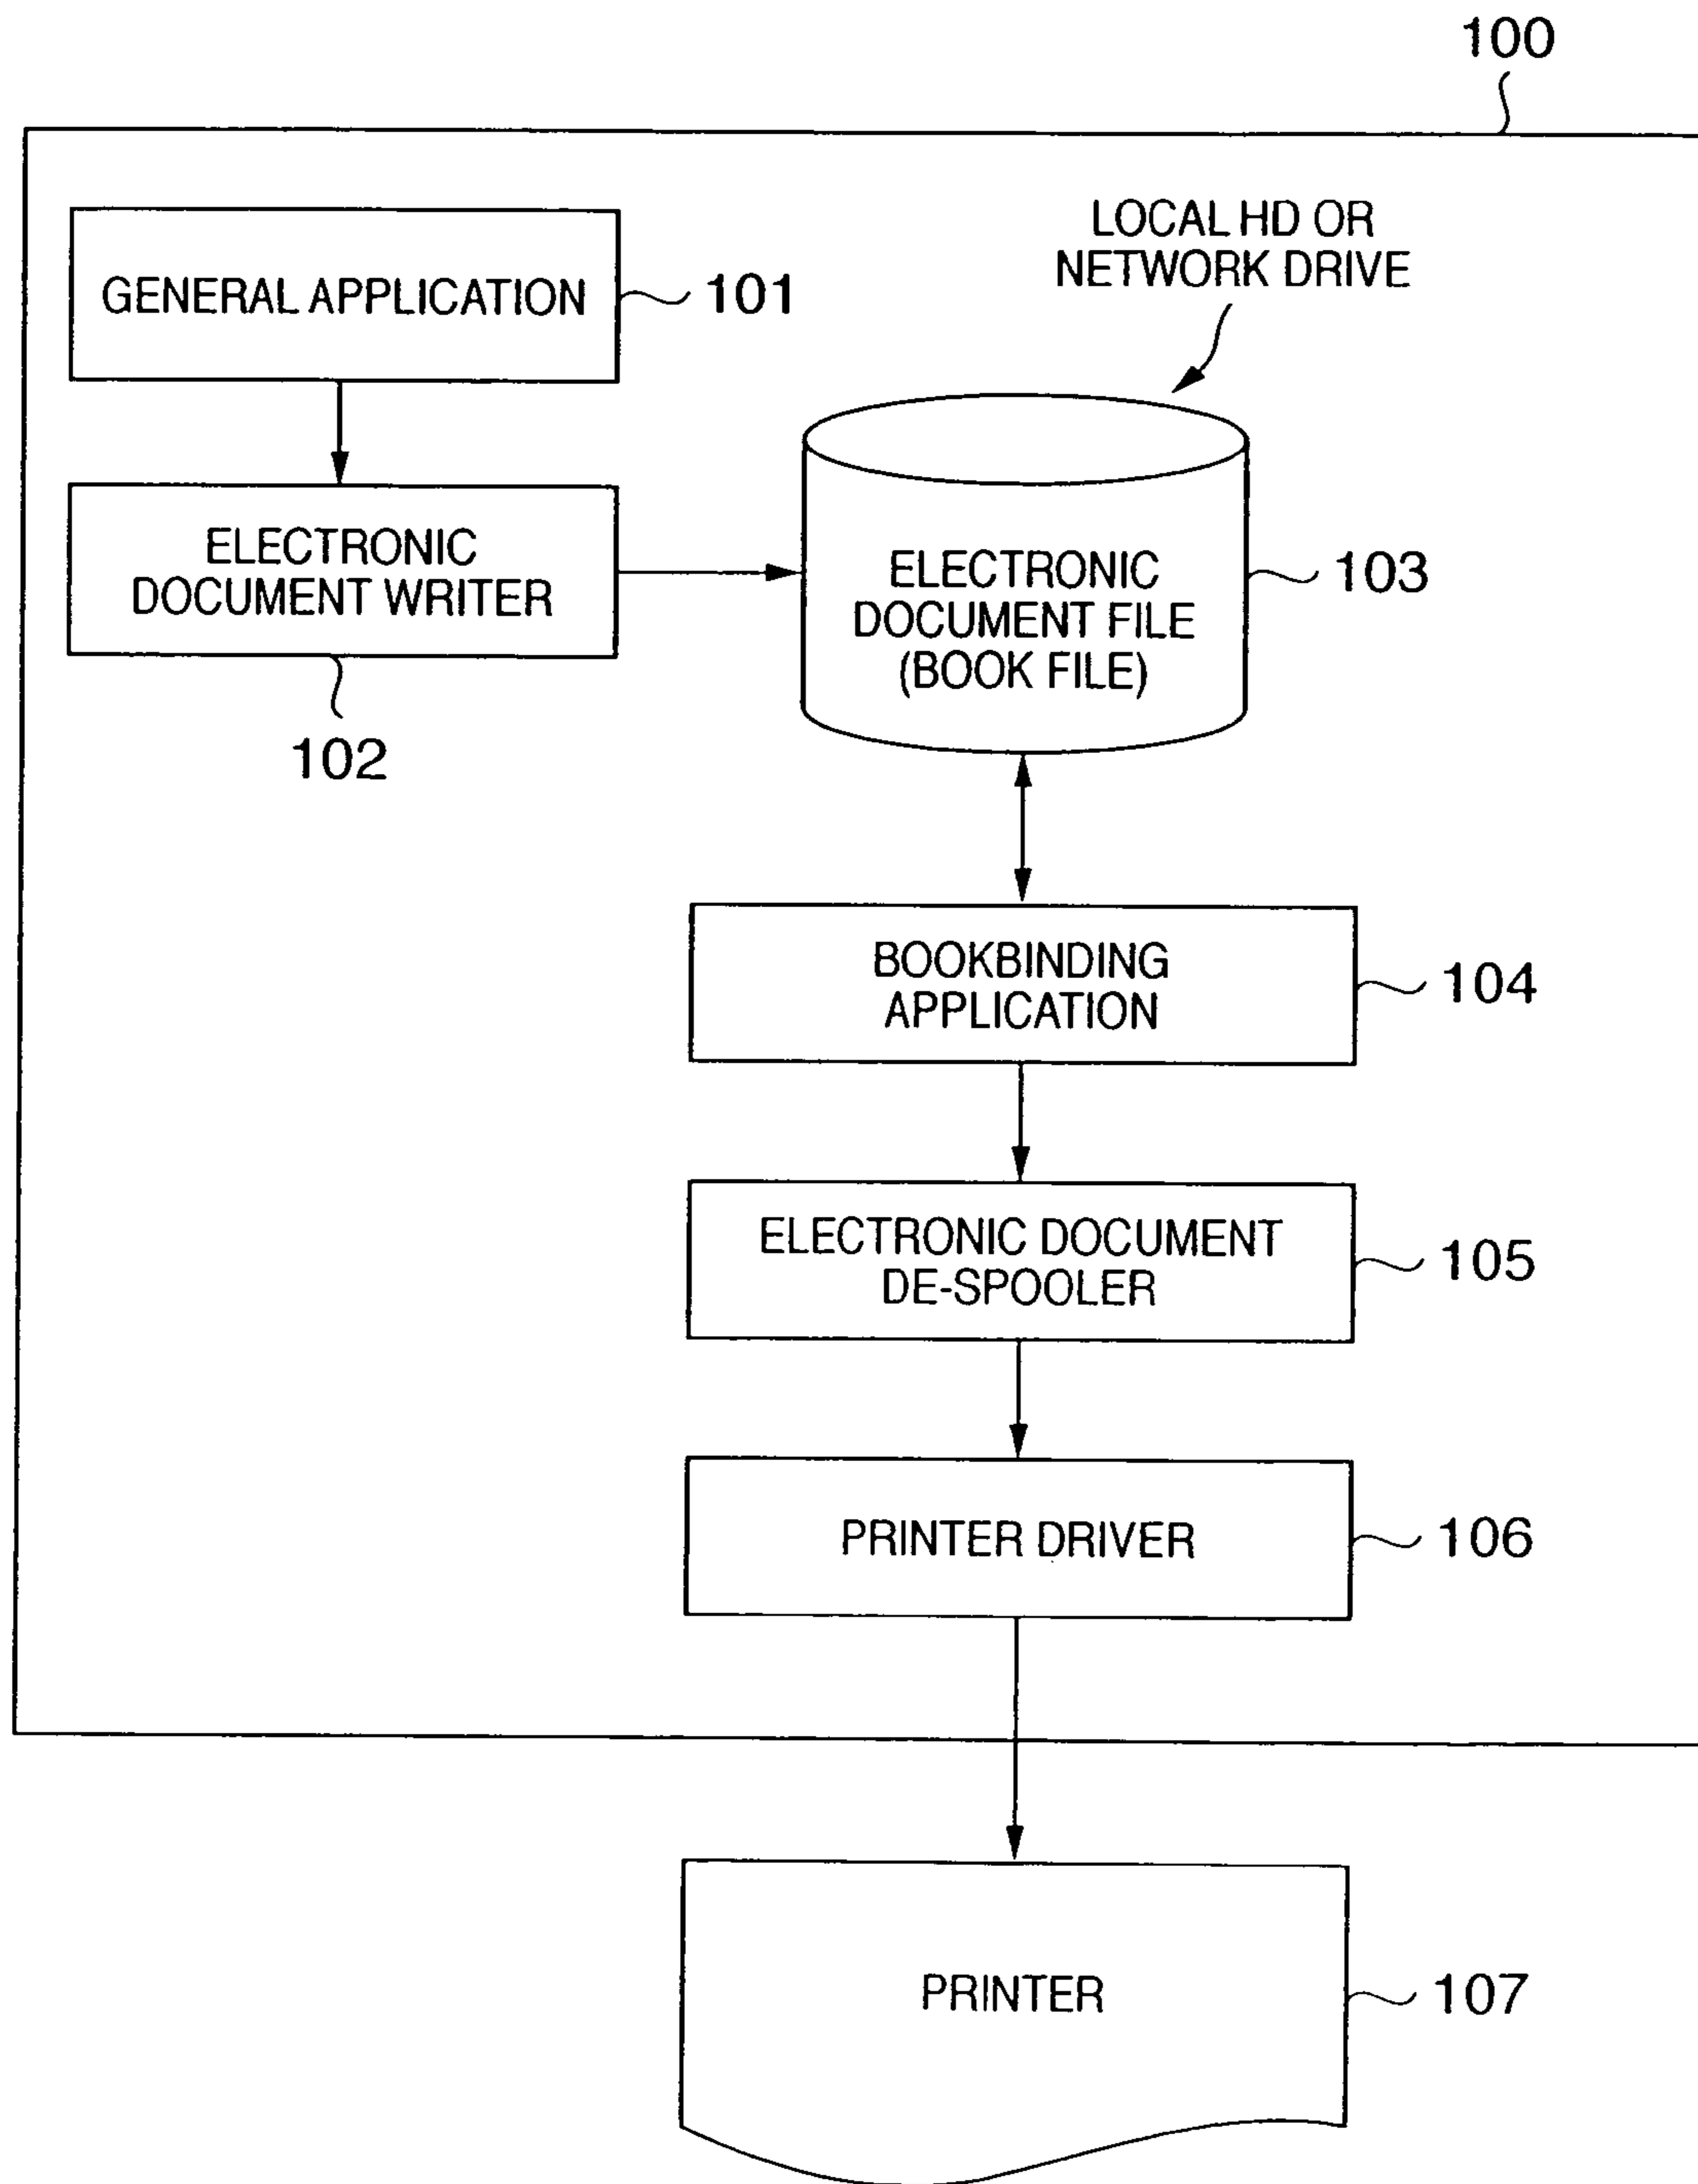 100
LOCAL HD OR
NETWORK DRIVE
GENERAL APPLICATION
101
ELECTRONIC
DOCUMENT WRITER
102
ELECTRONIC
DOCUMENT FILE
(BOOK FILE)
103
BOOKBINDING
APPLICATION
104
ELECTRONIC DOCUMENT
DE-SPOOLER
105
PRINTER DRIVER
106
PRINTER
107